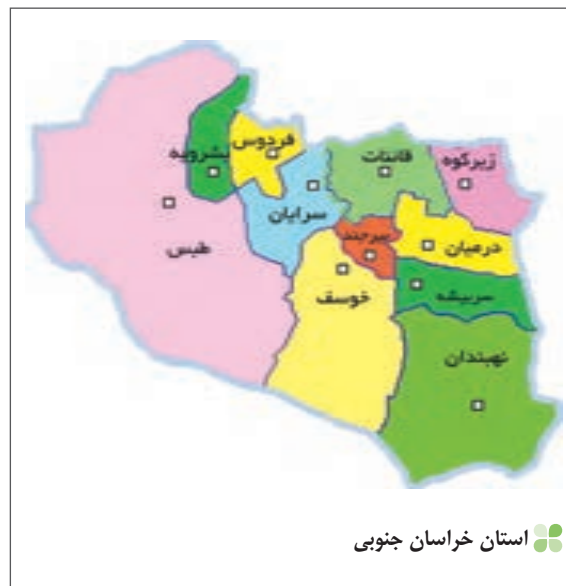 زیرکوه
قائنات
فردوس
بشرویه
سرایان
بیرجند
درمیان
طبس
خوسف
سربیشه
نهبندان
استان خراسان جنوبی